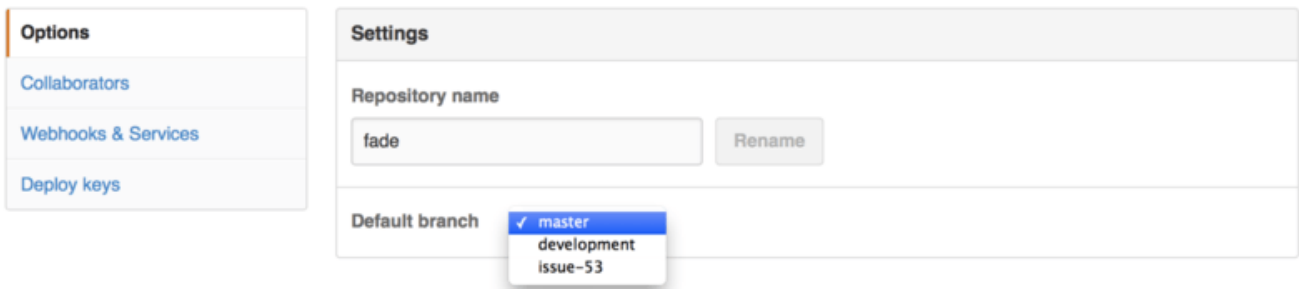 Options
Collaborators
Webhooks & Services
Deploy keys
Settings
Repository name
fade
Rename
Default branch
✓ master
development
issue-53